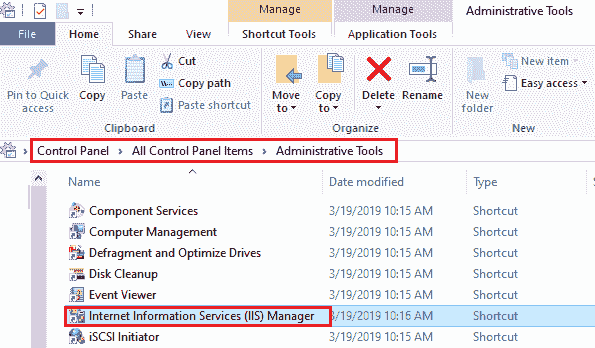 Manage Manage Administrative Tools
File Home Share View Shortcut Tools Application Tools
Pin to Quick access
Copy
Paste
Cut
Copy path
Paste shortcut
Move to
Copy to
Delete
Rename
New folder
New item
Easy access
Clipboard Organize New
Control Panel > All Control Panel Items > Administrative Tools
Name Date modified Type
Component Services 3/19/2019 10:15 AM Shortcut
Computer Management 3/19/2019 10:15 AM Shortcut
Defragment and Optimize Drives 3/19/2019 10:15 AM Shortcut
Disk Cleanup 3/19/2019 10:15 AM Shortcut
Event Viewer 3/19/2019 10:15 AM Shortcut
Internet Information Services (IIS) Manager 3/19/2019 10:16 AM Shortcut
iSCSI Initiator 3/19/2019 10:15 AM Shortcut